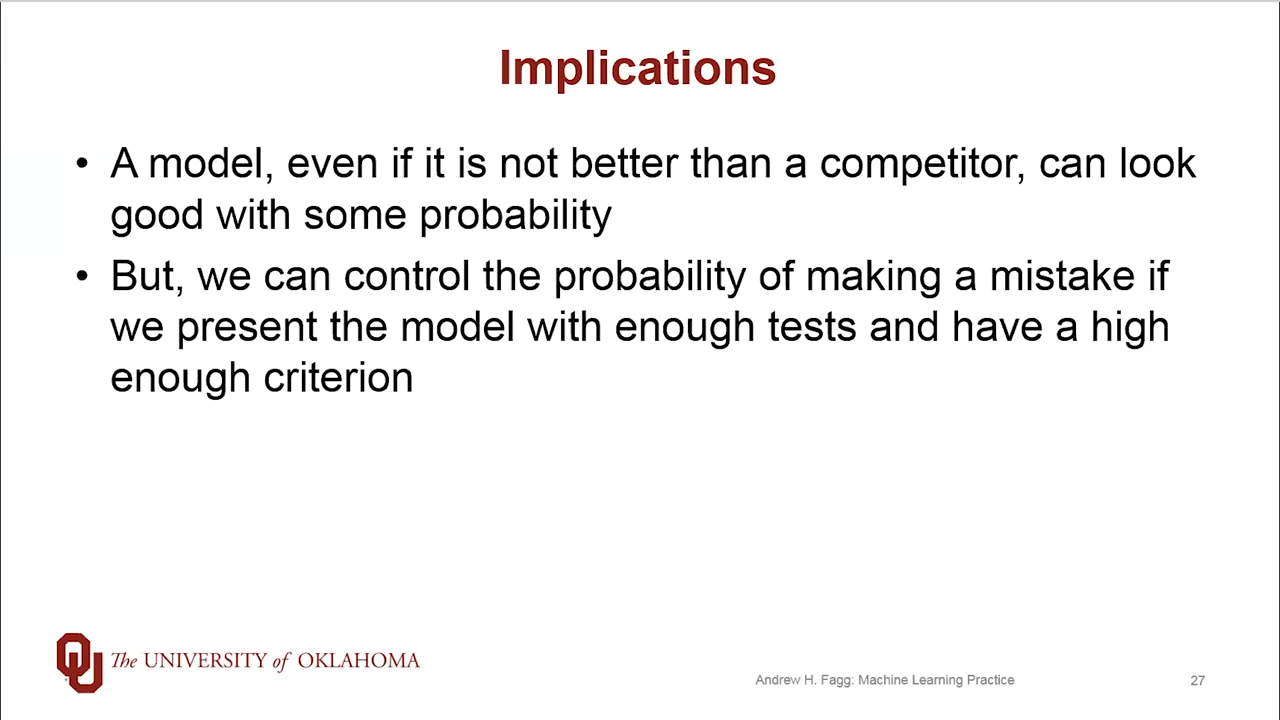 Implications
• A model, even if it is not better than a competitor, can look
good with some probability
• But, we can control the probability of making a mistake if
we present the model with enough tests and have a high
enough criterion
The UNIVERSITY of OKLAHOMA
Andrew H. Fagg: Machine Learning Practice
27